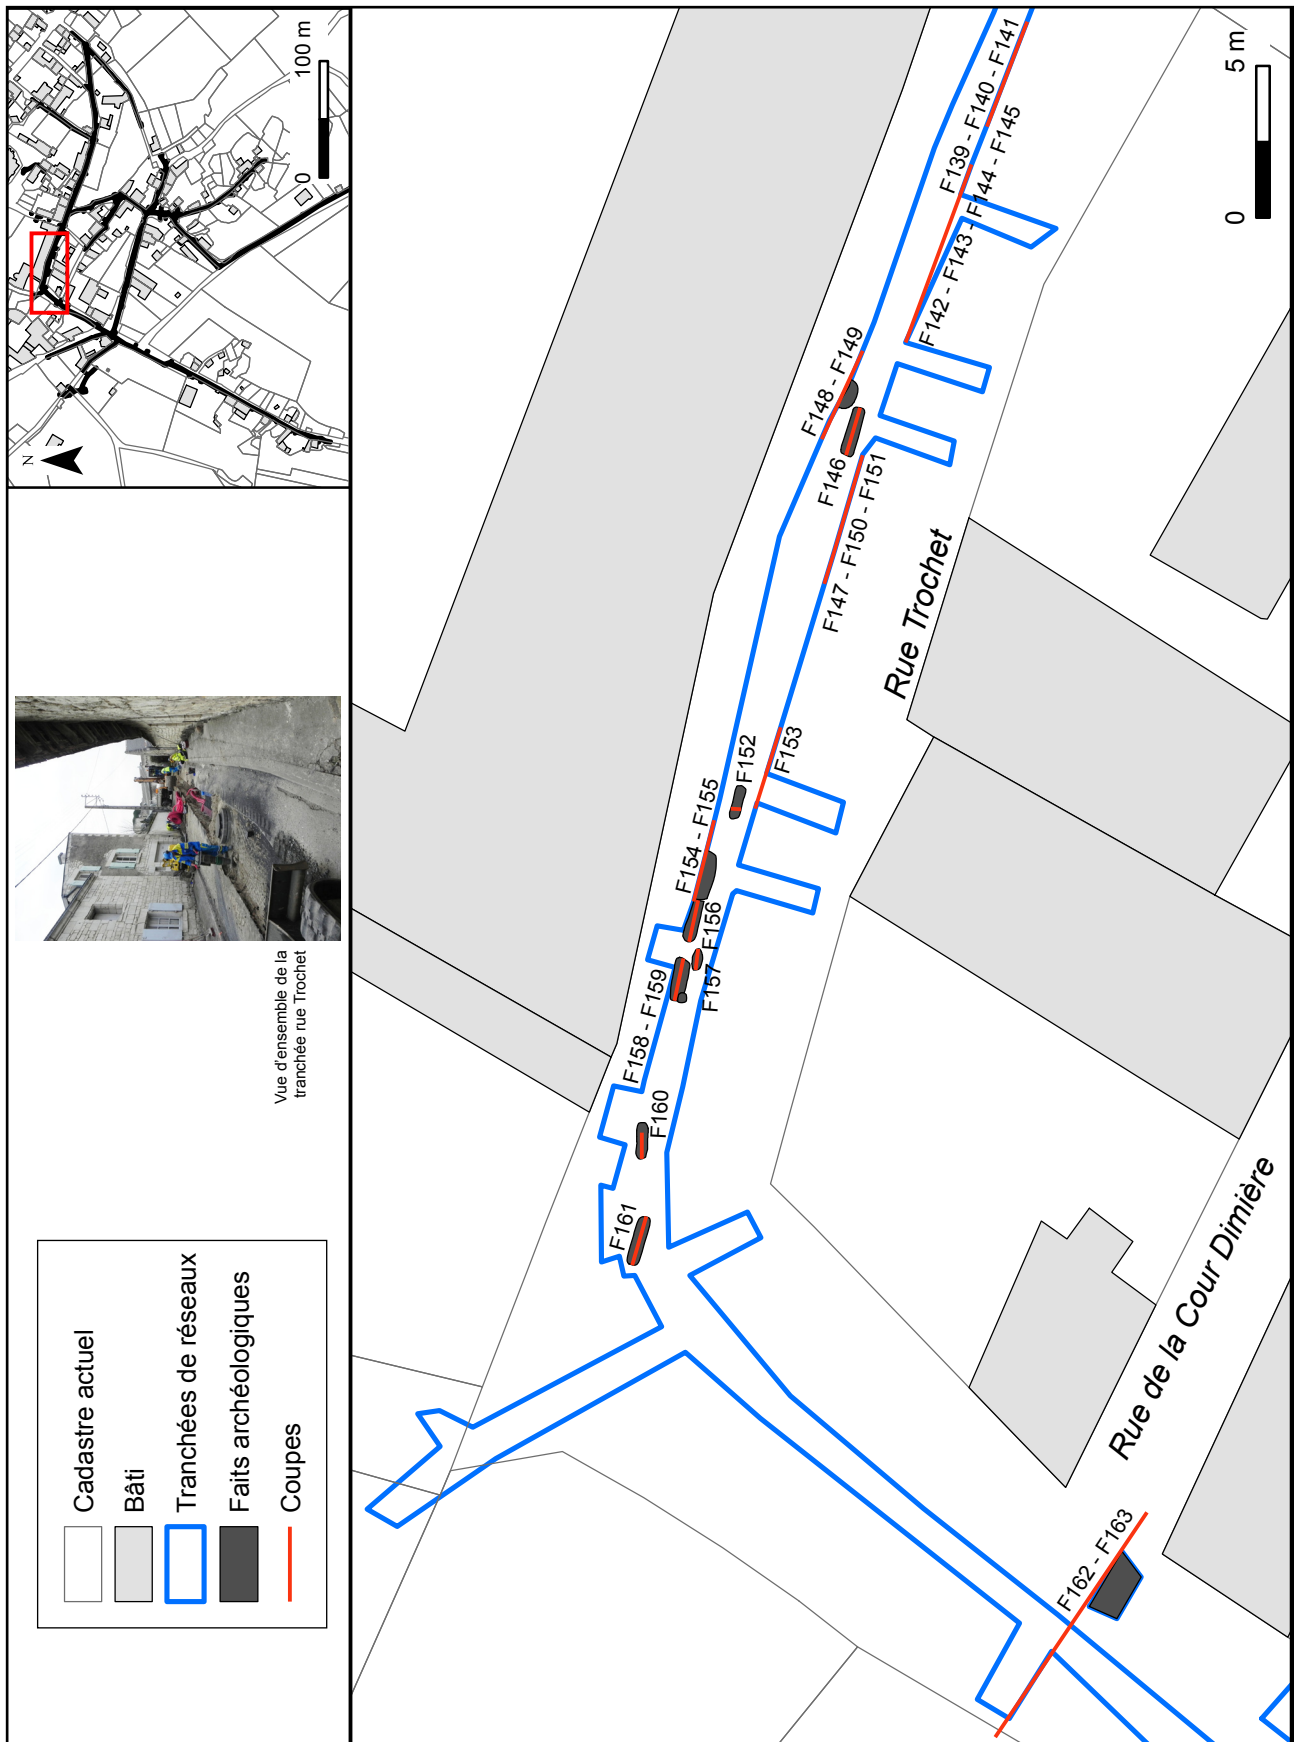 Cadastre actuel
Bâti
Tranchées de réseaux
Faits archéologiques
Coupes
Vue d'ensemble de la
tranchée rue Trochet
N
0 100 m
F162 - F163
F161
F160
F158 - F159
F157
F156
F154 - F155
F152
F153
F147 - F150 - F151
F146
F148 - F149
F142 - F143 - F144 - F145
F139 - F140 - F141
Rue Trochet
Rue de la Cour Dimière
0 5 m